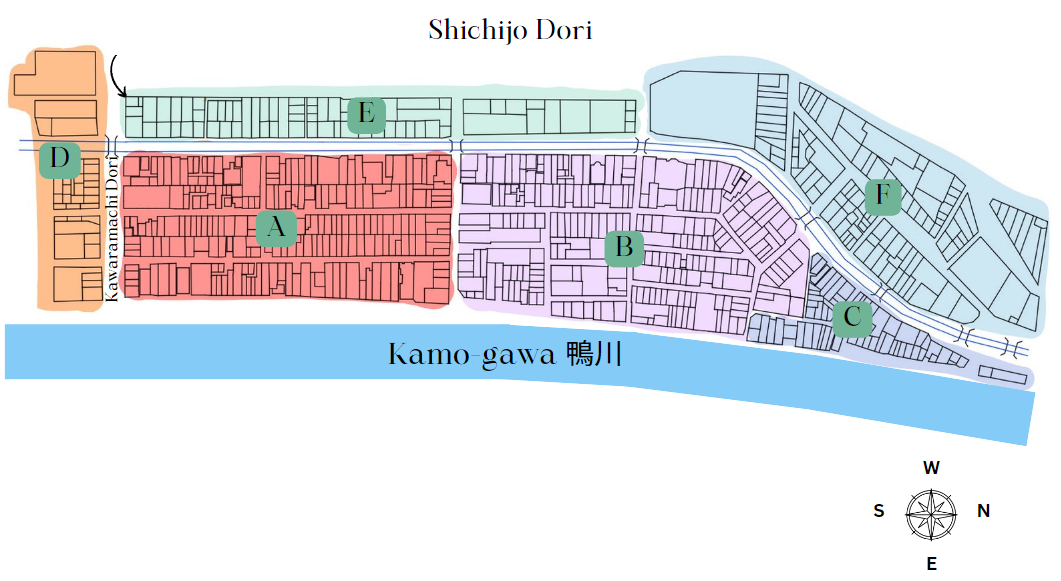 Shichijo Dori
E
D
Kawaramachi Dori
A
B
F
C
Kamo-gawa 鴨川
W
S
N
E